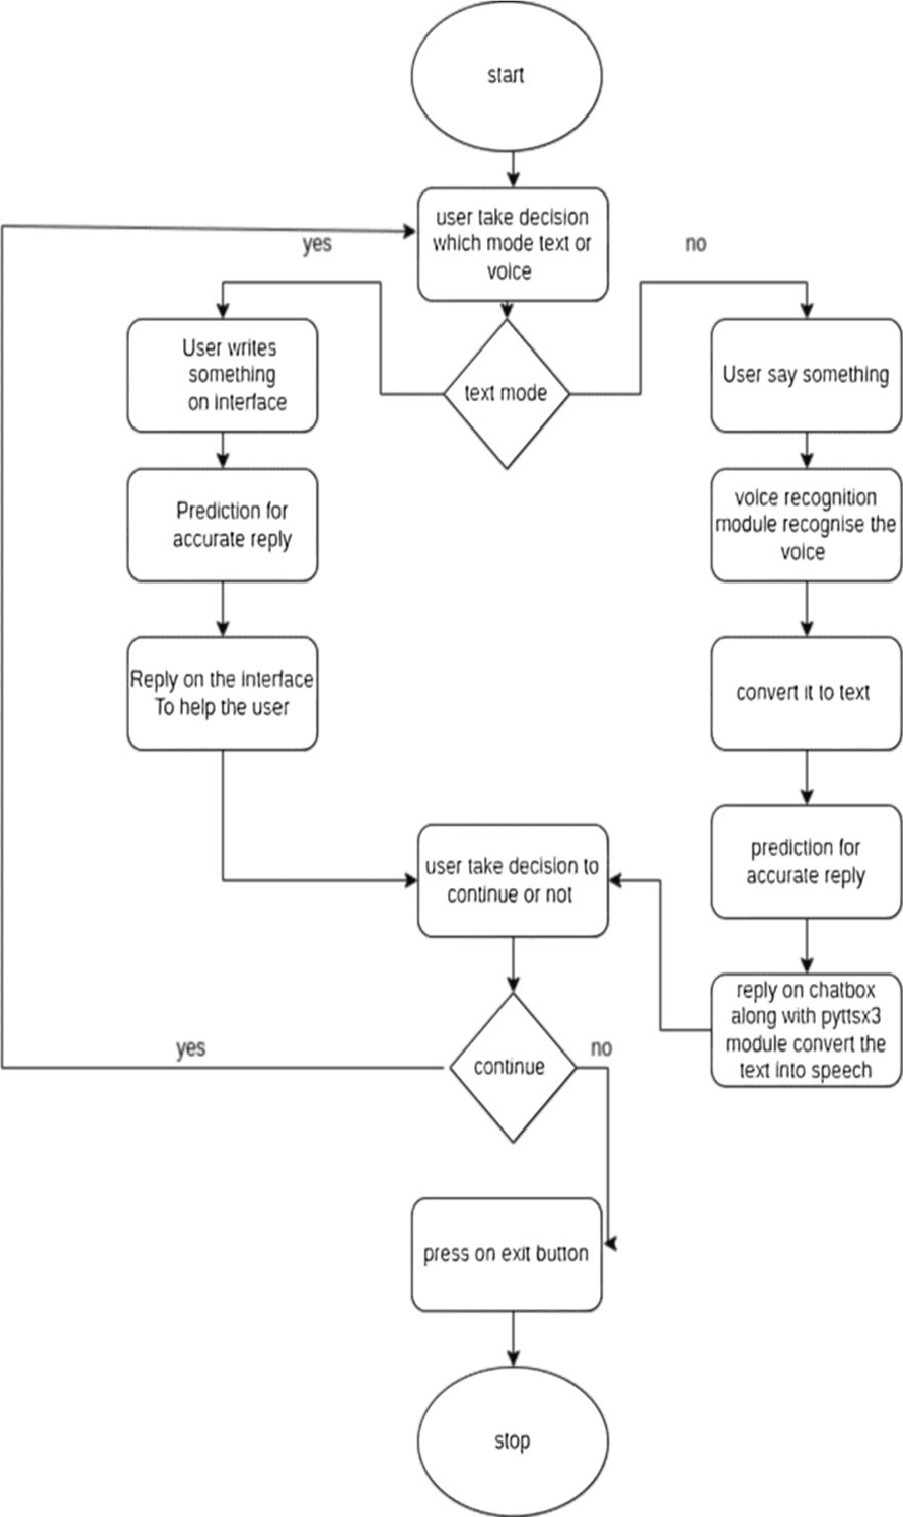 start
user take decision
which mode text or
voice
yes
no
text mode
User writes
something
on interface
User say something
Prediction for
accurate reply
voice recognition
module recognise the
voice
Reply on the interface
To help the user
convert it to text
user take decision to
continue or not
prediction for
accurate reply
reply on chatbox
along with pyttsx3
module convert the
text into speech
yes
continue
no
press on exit button
stop